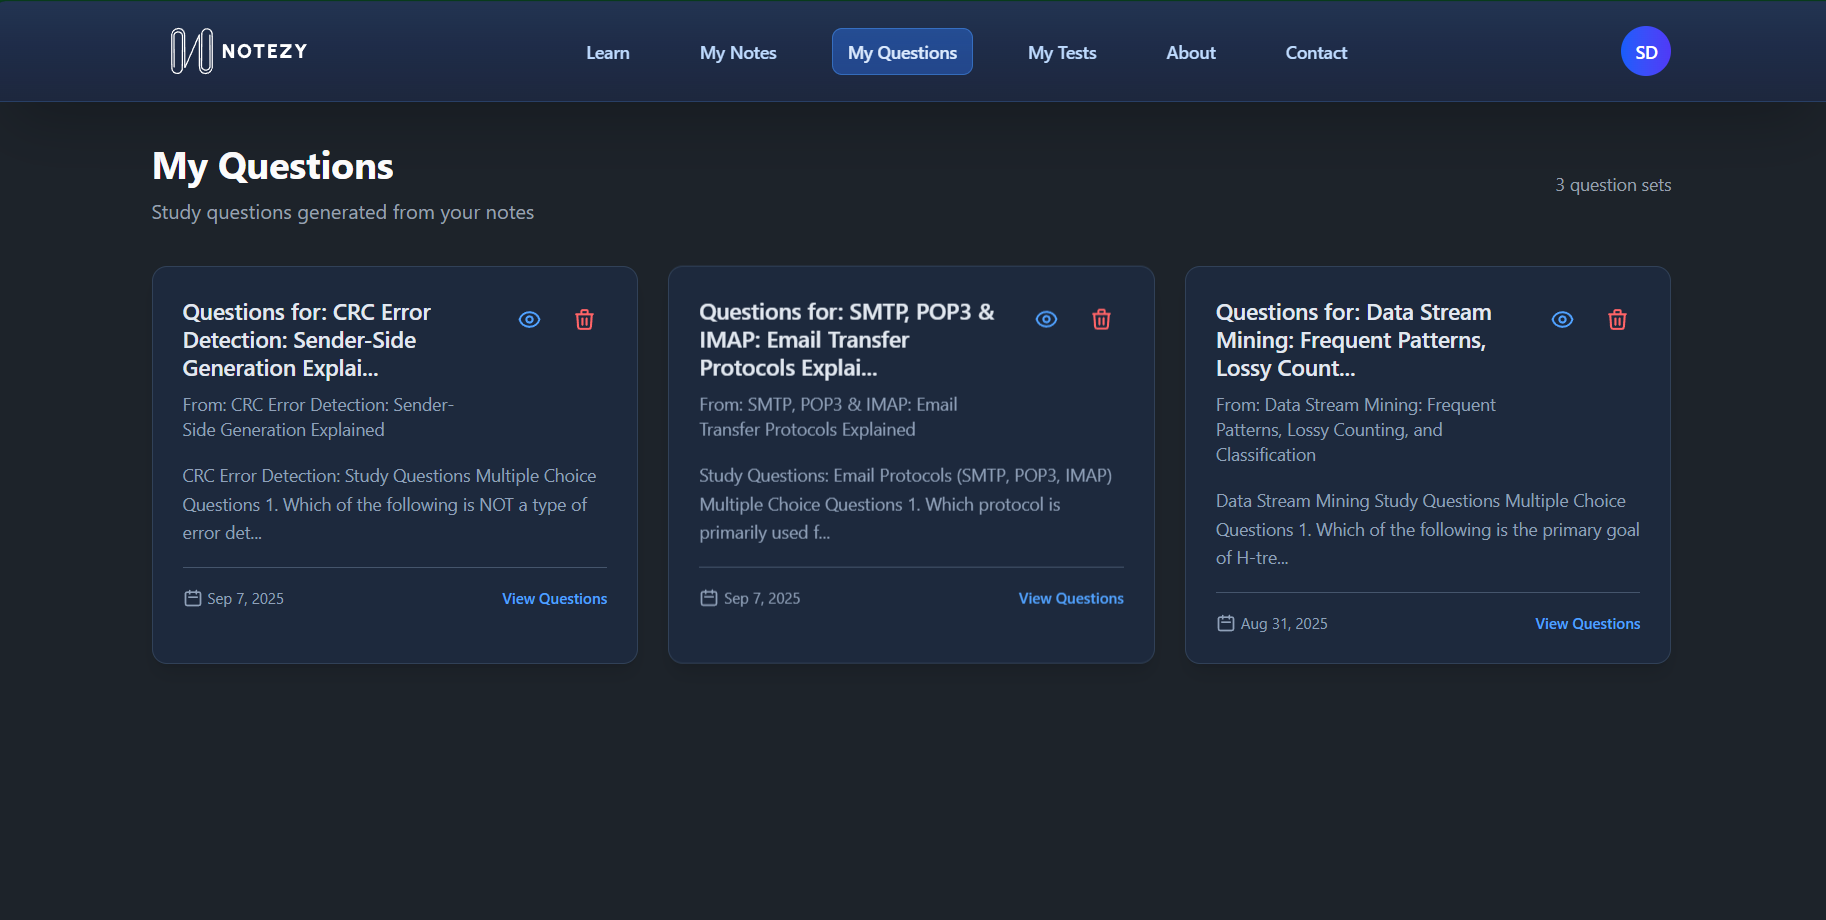 NOTEZY
Learn
My Notes
My Questions
My Tests
About
Contact
SD
My Questions
Study questions generated from your notes
3 question sets
Questions for: CRC Error
Detection: Sender-Side
Generation Explai...
From: CRC Error Detection: Sender-
Side Generation Explained
CRC Error Detection: Study Questions Multiple Choice
Questions 1. Which of the following is NOT a type of
error det...
Sep 7, 2025
View Questions
Questions for: SMTP, POP3 &
IMAP: Email Transfer
Protocols Explai...
From: SMTP, POP3 & IMAP: Email
Transfer Protocols Explained
Study Questions: Email Protocols (SMTP, POP3, IMAP)
Multiple Choice Questions 1. Which protocol is
primarily used f...
Sep 7, 2025
View Questions
Questions for: Data Stream
Mining: Frequent Patterns,
Lossy Count...
From: Data Stream Mining: Frequent
Patterns, Lossy Counting, and
Classification
Data Stream Mining Study Questions Multiple Choice
Questions 1. Which of the following is the primary goal
of H-tre...
Aug 31, 2025
View Questions